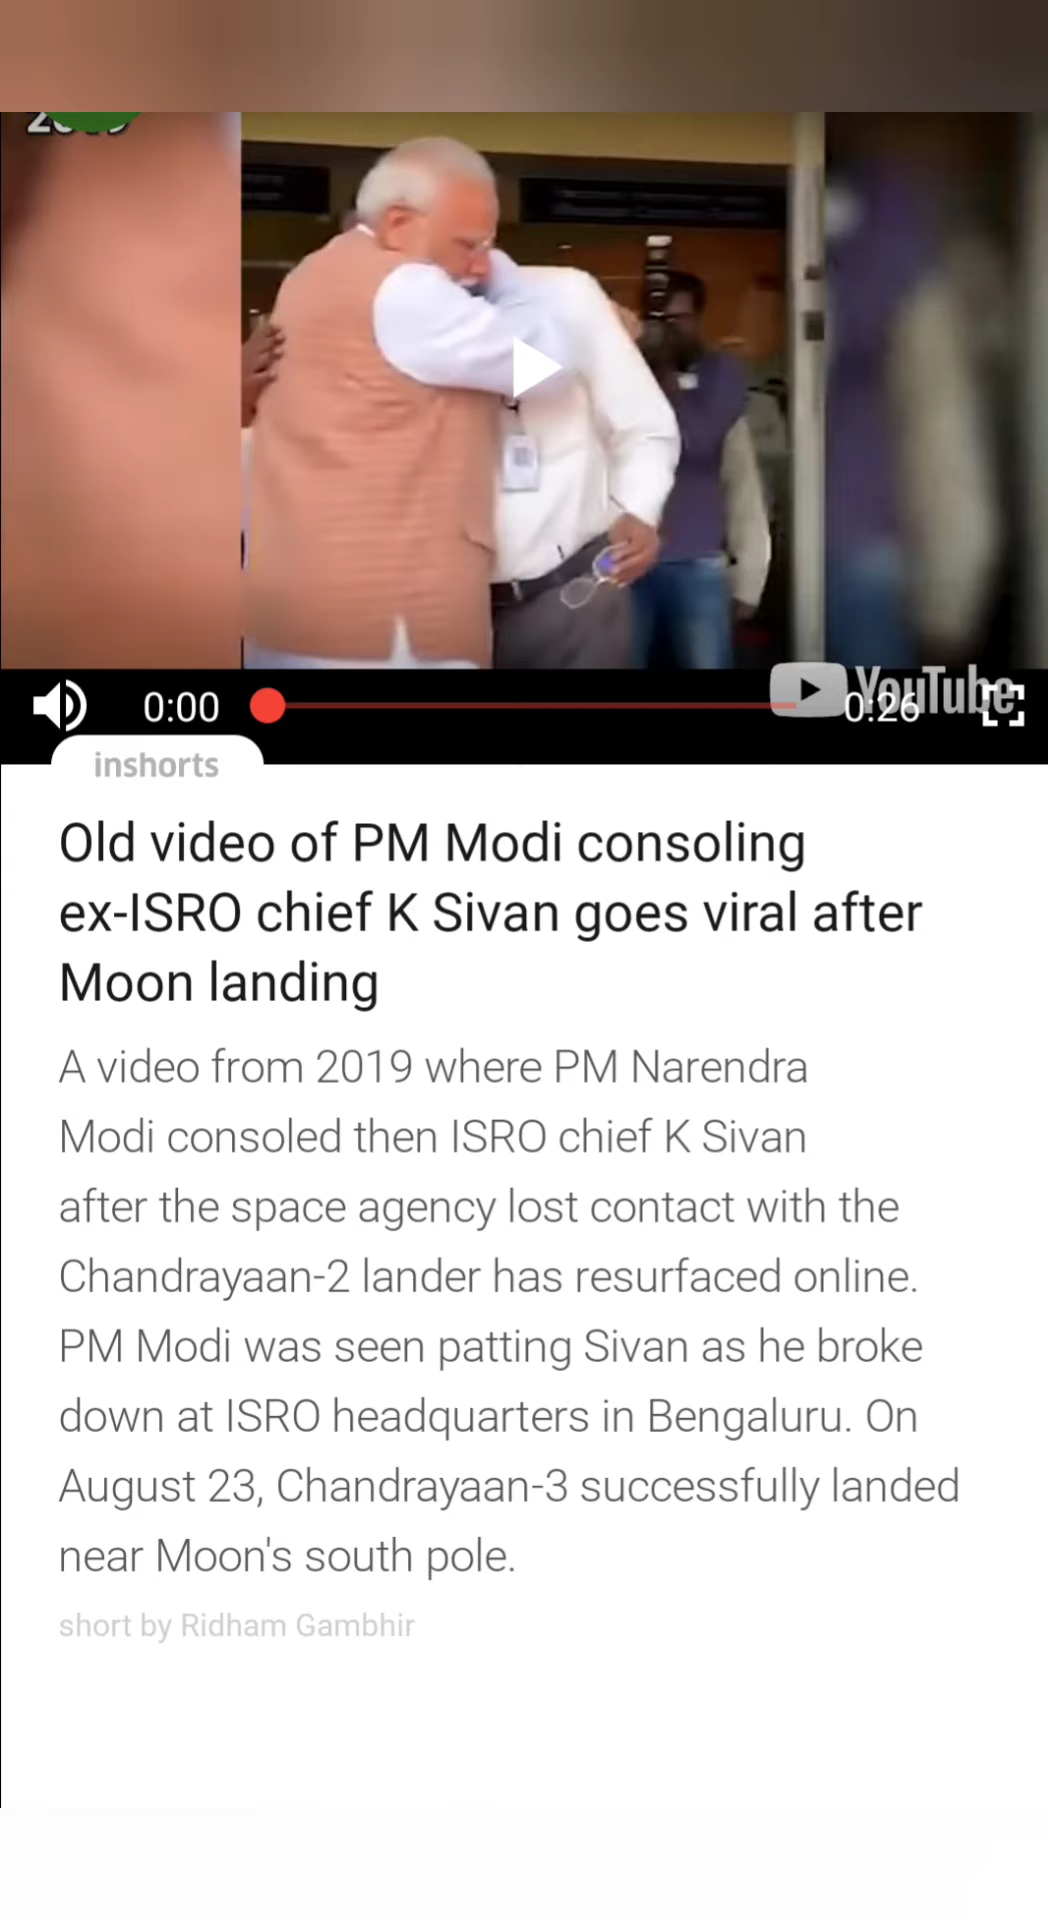 0:00
0:26
YouTube
inshorts
Old video of PM Modi consoling
ex-ISRO chief K Sivan goes viral after
Moon landing
A video from 2019 where PM Narendra
Modi consoled then ISRO chief K Sivan
after the space agency lost contact with the
Chandrayaan-2 lander has resurfaced online.
PM Modi was seen patting Sivan as he broke
down at ISRO headquarters in Bengaluru. On
August 23, Chandrayaan-3 successfully landed
near Moon's south pole.
short by Ridham Gambhir